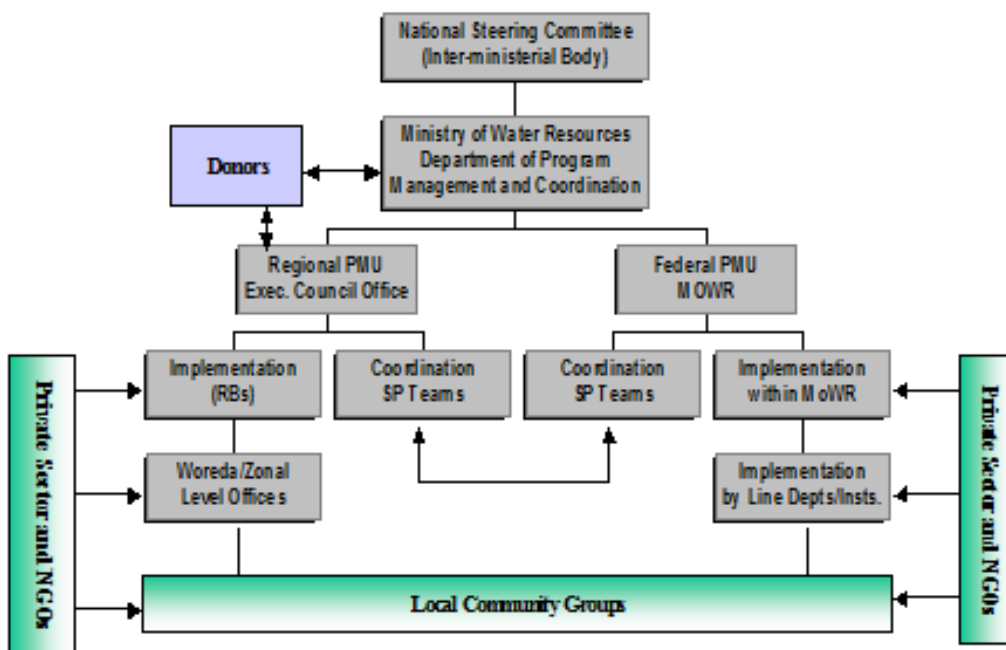 National Steering Committee
(Inter-ministerial Body)
Ministry of Water Resources
Department of Program
Management and Coordination
Donors
Regional PMU
Exec. Council Office
Federal PMU
MOWR
Implementation
(RBs)
Coordination
SP Teams
Coordination
SP Teams
Implementation
within MoWR
Woreda/Zonal
Level Offices
Implementation
by Line Depts/Insts.
Private Sector and NGOs
Private Sector and NGOs
Local Community Groups